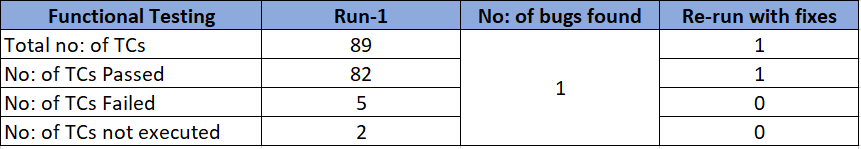 Functional Testing Run-1 No: of bugs found Re-run with fixes
Total no: of TCs 89 1
No: of TCs Passed 82 1
1
No: of TCs Failed 5 0
No: of TCs not executed 2 0